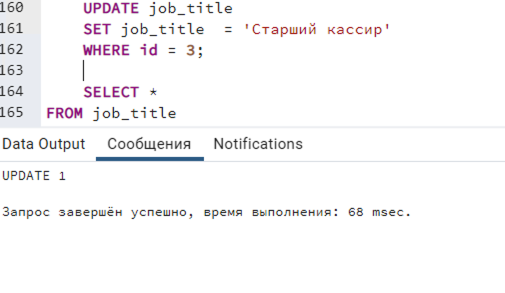 160 UPDATE job_title
161 SET job_title  = 'Старший кассир'
162 WHERE id = 3;
163
164 SELECT *
165 FROM job_title
Data Output Сообщения Notifications
UPDATE 1
Запрос завершён успешно, время выполнения: 68 msec.